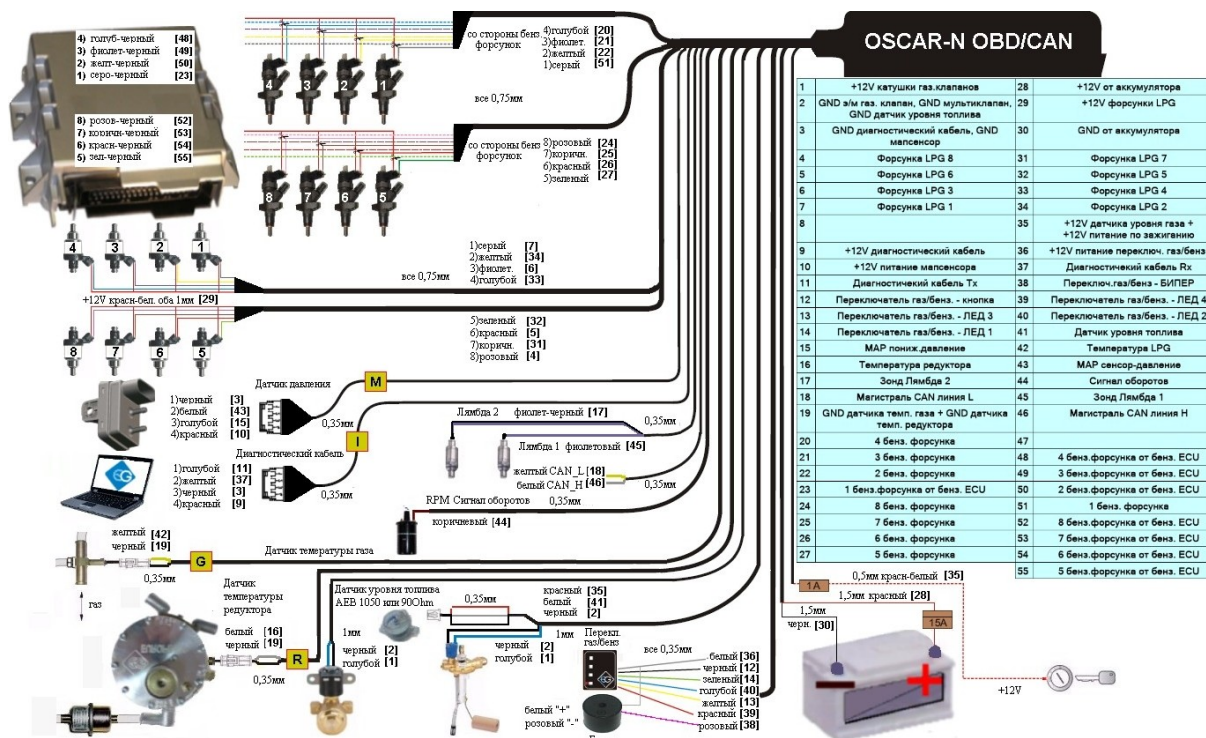 OSCAR-N OBD/CAN
4) голуб-черный [48]
3) фиолет-черный [49]
2) желт-черный [50]
1) серо-черный [23]
8) розов-черный [52]
7) коричн-черный [53]
6) красн-черный [54]
5) зел-черный [55]
со стороны бенз.
форсунок
4)голубой [20]
3)фиолет. [21]
2)желтый [22]
1)серый [51]
4 3 2 1
все 0,75мм
со стороны бенз.
форсунок
8)розовый [24]
7)коричн. [25]
6)красный [26]
5)зеленый [27]
8 7 6 5
4 3 2 1
1)серый [7]
2)желтый [34]
3)фиолет. [6]
4)голубой [33]
все 0,75мм
+12V красн-бел. оба 1мм [29]
5)зеленый [32]
6)красный [5]
7)коричн. [31]
8)розовый [4]
8 7 6 5
Датчик давления
M
1)черный [3]
2)белый [43]
3)голубой [15]
4)красный [10]
0,35мм
I
Диагностический кабель
1)голубой [11]
2)желтый [37]
3)черный [3]
4)красный [9]
0,35мм
Лямбда 2 фиолет-черный [17]
0,35мм
Лямбда 1 фиолетовый [45]
желтый CAN_L [18]
белый CAN_H [46]
0,35мм
RPM Сигнал оборотов 0,35мм
коричневый [44]
желтый [42]
черный [19]
G
Датчик темературы газа
0,35мм
газ
Датчик
температуры
редуктора
белый [16]
черный [19]
R
0,35мм
1мм
черный [2]
голубой [1]
Датчик уровня топлива
AEB 1050 или 90Ohm
0,35мм
красный [35]
белый [41]
черный [2]
1мм
черный [2]
голубой [1]
Перекл.
газ/бенз
все 0,35мм
белый [36]
черный [12]
зеленый [14]
голубой [40]
желтый [13]
красный [39]
розовый [38]
белый "+"
розовый "-"
1A
0,5мм красн-белый [35]
1,5мм красный [28]
1,5мм
черн. [30]
15A
+12V
1 +12V катушки газ.клапанов 28 +12V от аккумулятора
2 GND э/м газ. клапан, GND мультиклапан, GND датчик уровня топлива 29 +12V форсунки LPG
3 GND диагностический кабель, GND мапсенсор 30 GND от аккумулятора
4 Форсунка LPG 8 31 Форсунка LPG 7
5 Форсунка LPG 6 32 Форсунка LPG 5
6 Форсунка LPG 3 33 Форсунка LPG 4
7 Форсунка LPG 1 34 Форсунка LPG 2
8 35 +12V датчика уровня газа + +12V питание по зажиганию
9 +12V диагностический кабель 36 +12V питание переключ. газ/бенз
10 +12V питание мапсенсора 37 Диагностичекий кабель Rx
11 Диагностичекий кабель Tx 38 Переключ.газ/бенз - БИПЕР
12 Переключатель газ/бенз. - кнопка 39 Переключатель газ/бенз. - ЛЕД 4
13 Переключатель газ/бенз. - ЛЕД 3 40 Переключатель газ/бенз. - ЛЕД 2
14 Переключатель газ/бенз. - ЛЕД 1 41 Датчик уровня топлива
15 МАР пониж.давление 42 Температура LPG
16 Температура редуктора 43 МАР сенсор-давление
17 Зонд Лямбда 2 44 Сигнал оборотов
18 Магистраль CAN линия L 45 Зонд Лямбда 1
19 GND датчика темп. газа + GND датчика темп. редуктора 46 Магистраль CAN линия H
20 4 бенз. форсунка 47
21 3 бенз. форсунка 48 4 бенз.форсунка от бенз. ECU
22 2 бенз. форсунка 49 3 бенз.форсунка от бенз. ECU
23 1 бенз.форсунка от бенз. ECU 50 2 бенз.форсунка от бенз. ECU
24 8 бенз. форсунка 51 1 бенз. форсунка
25 7 бенз. форсунка 52 8 бенз.форсунка от бенз. ECU
26 6 бенз. форсунка 53 7 бенз.форсунка от бенз. ECU
27 5 бенз. форсунка 54 6 бенз.форсунка от бенз. ECU
55 5 бенз.форсунка от бенз. ECU